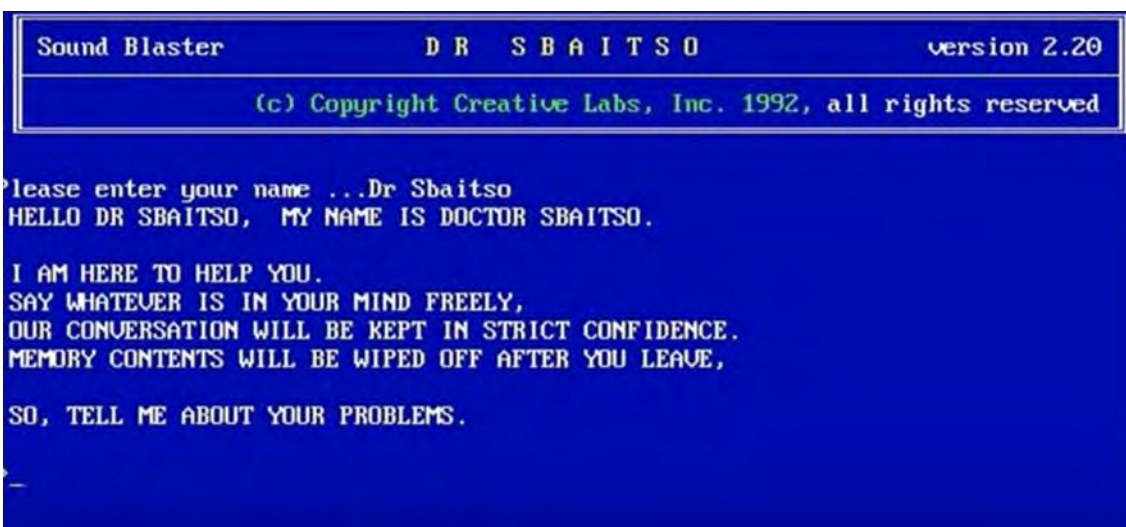 Sound Blaster D R S B A I T S O version 2.20
(c) Copyright Creative Labs, Inc. 1992, all rights reserved
Please enter your name ...Dr Sbaitso
HELLO DR SBAITSO, MY NAME IS DOCTOR SBAITSO.
I AM HERE TO HELP YOU.
SAY WHATEVER IS IN YOUR MIND FREELY,
OUR CONVERSATION WILL BE KEPT IN STRICT CONFIDENCE.
MEMORY CONTENTS WILL BE WIPED OFF AFTER YOU LEAVE,
SO, TELL ME ABOUT YOUR PROBLEMS.
>_